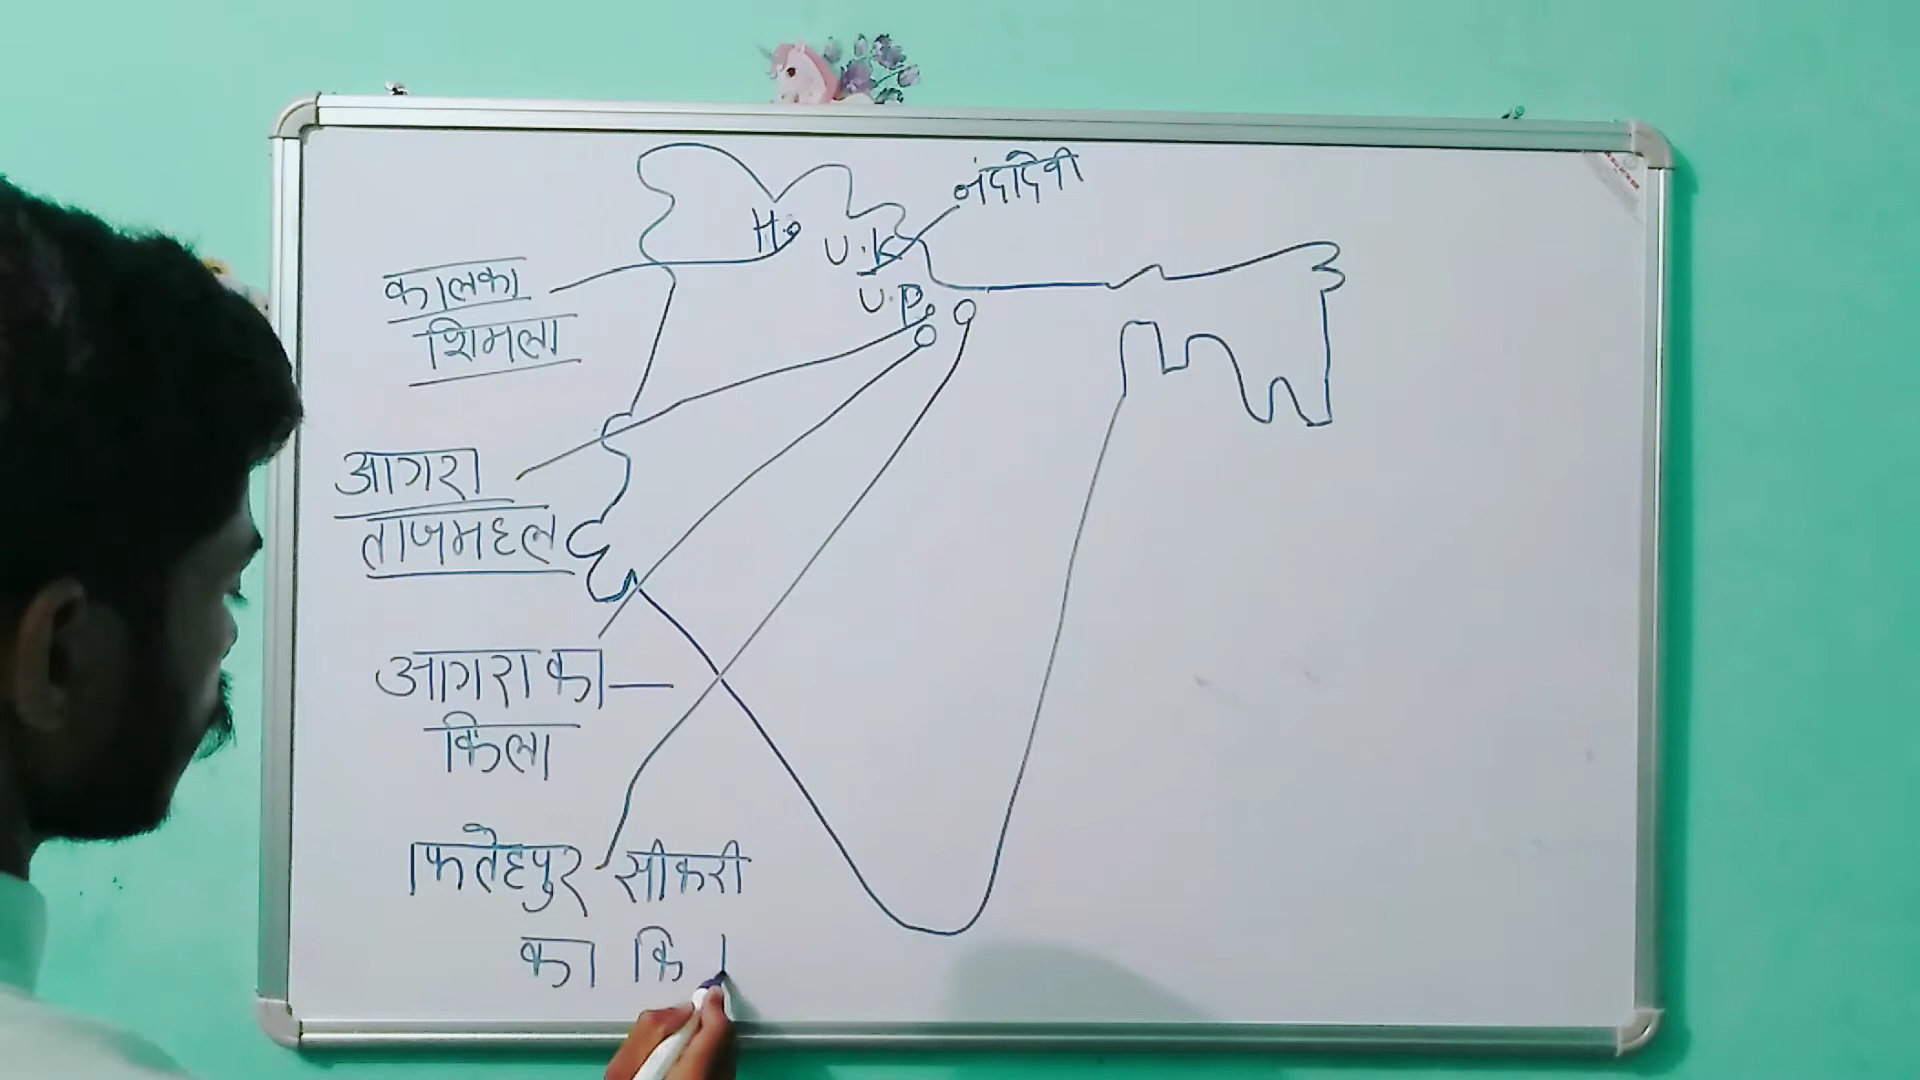 नंदादेवी
H.
U.K
U.P.
कालका
शिमला
आगरा
ताजमहल
आगरा का—
किला
फतेहपुर सीकरी
का कि